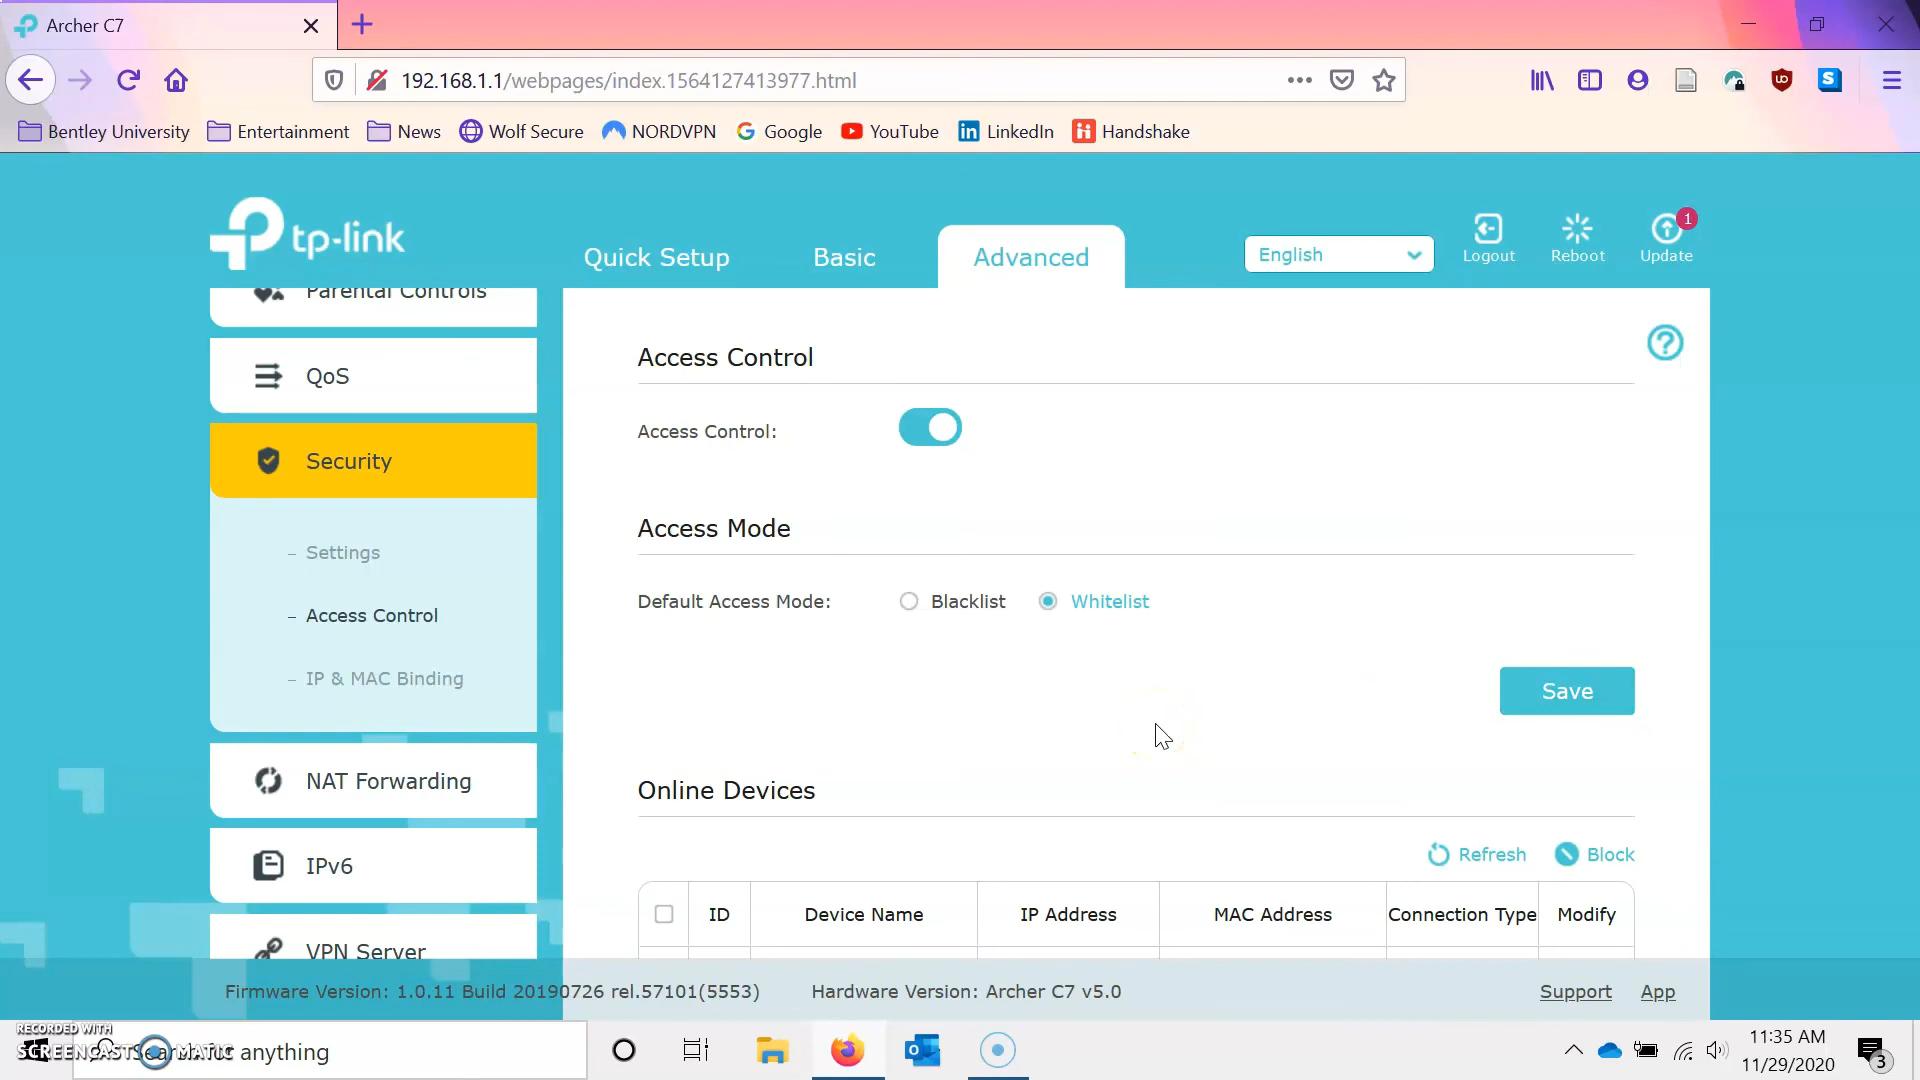 Archer C7
192.168.1.1/webpages/index.1564127413977.html
Bentley University Entertainment News Wolf Secure NORDVPN Google YouTube LinkedIn Handshake
tp-link
Quick Setup Basic Advanced English Logout Reboot Update 1
Parental Controls
QoS
Security
– Settings
– Access Control
– IP & MAC Binding
NAT Forwarding
IPv6
VPN Server
Access Control
Access Control:
Access Mode
Default Access Mode: Blacklist Whitelist
Save
Online Devices
Refresh Block
ID Device Name IP Address MAC Address Connection Type Modify
Firmware Version: 1.0.11 Build 20190726 rel.57101(5553) Hardware Version: Archer C7 v5.0 Support App
RECORDED WITH
SCREENCAST MATIC
anything
11:35 AM
11/29/2020
3